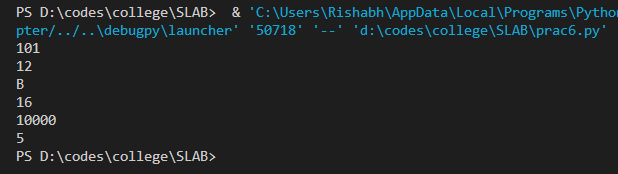 PS D:\codes\college\SLAB>  & 'C:\Users\Rishabh\AppData\Local\Programs\Python
pter/../..\debugpy\launcher' '50718' '--' 'd:\codes\college\SLAB\prac6.py'
101
12
B
16
10000
5
PS D:\codes\college\SLAB>